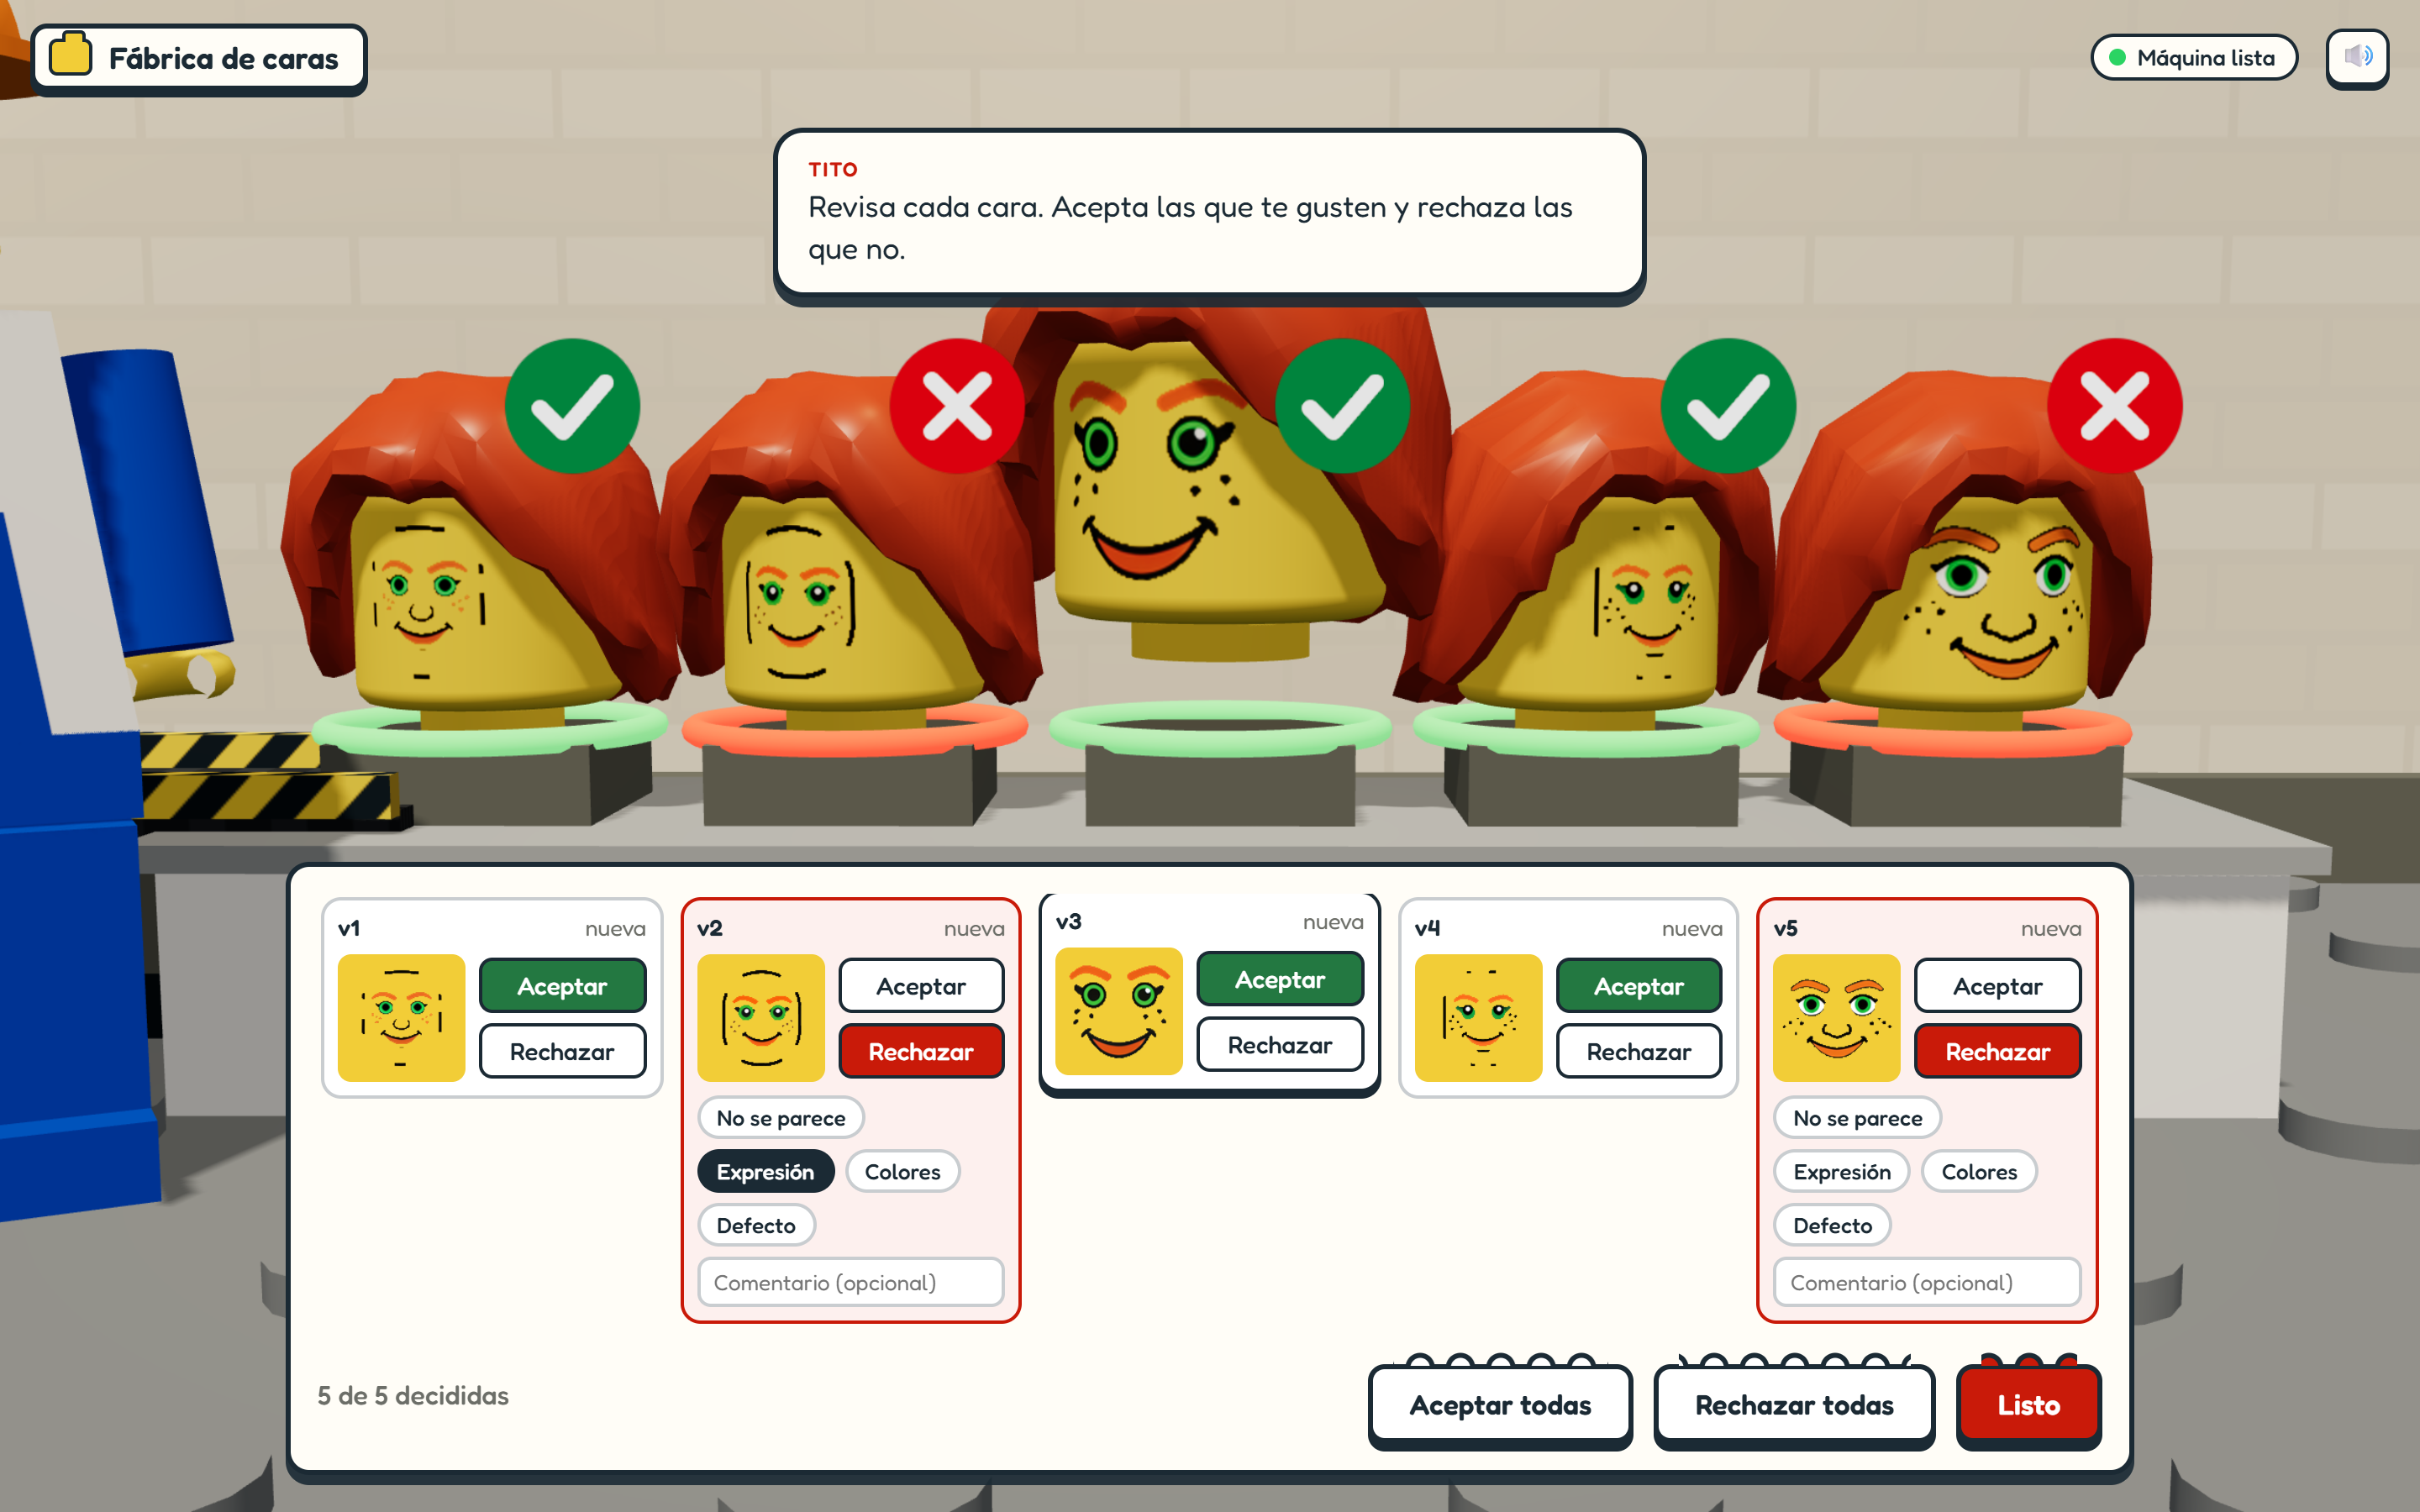 Fábrica de caras
Máquina lista
TITO
Revisa cada cara. Acepta las que te gusten y rechaza las
que no.
v1 nueva
Aceptar
Rechazar
v2 nueva
Aceptar
Rechazar
No se parece
Expresión Colores
Defecto
Comentario (opcional)
v3 nueva
Aceptar
Rechazar
v4 nueva
Aceptar
Rechazar
v5 nueva
Aceptar
Rechazar
No se parece
Expresión Colores
Defecto
Comentario (opcional)
5 de 5 decididas
Aceptar todas
Rechazar todas
Listo